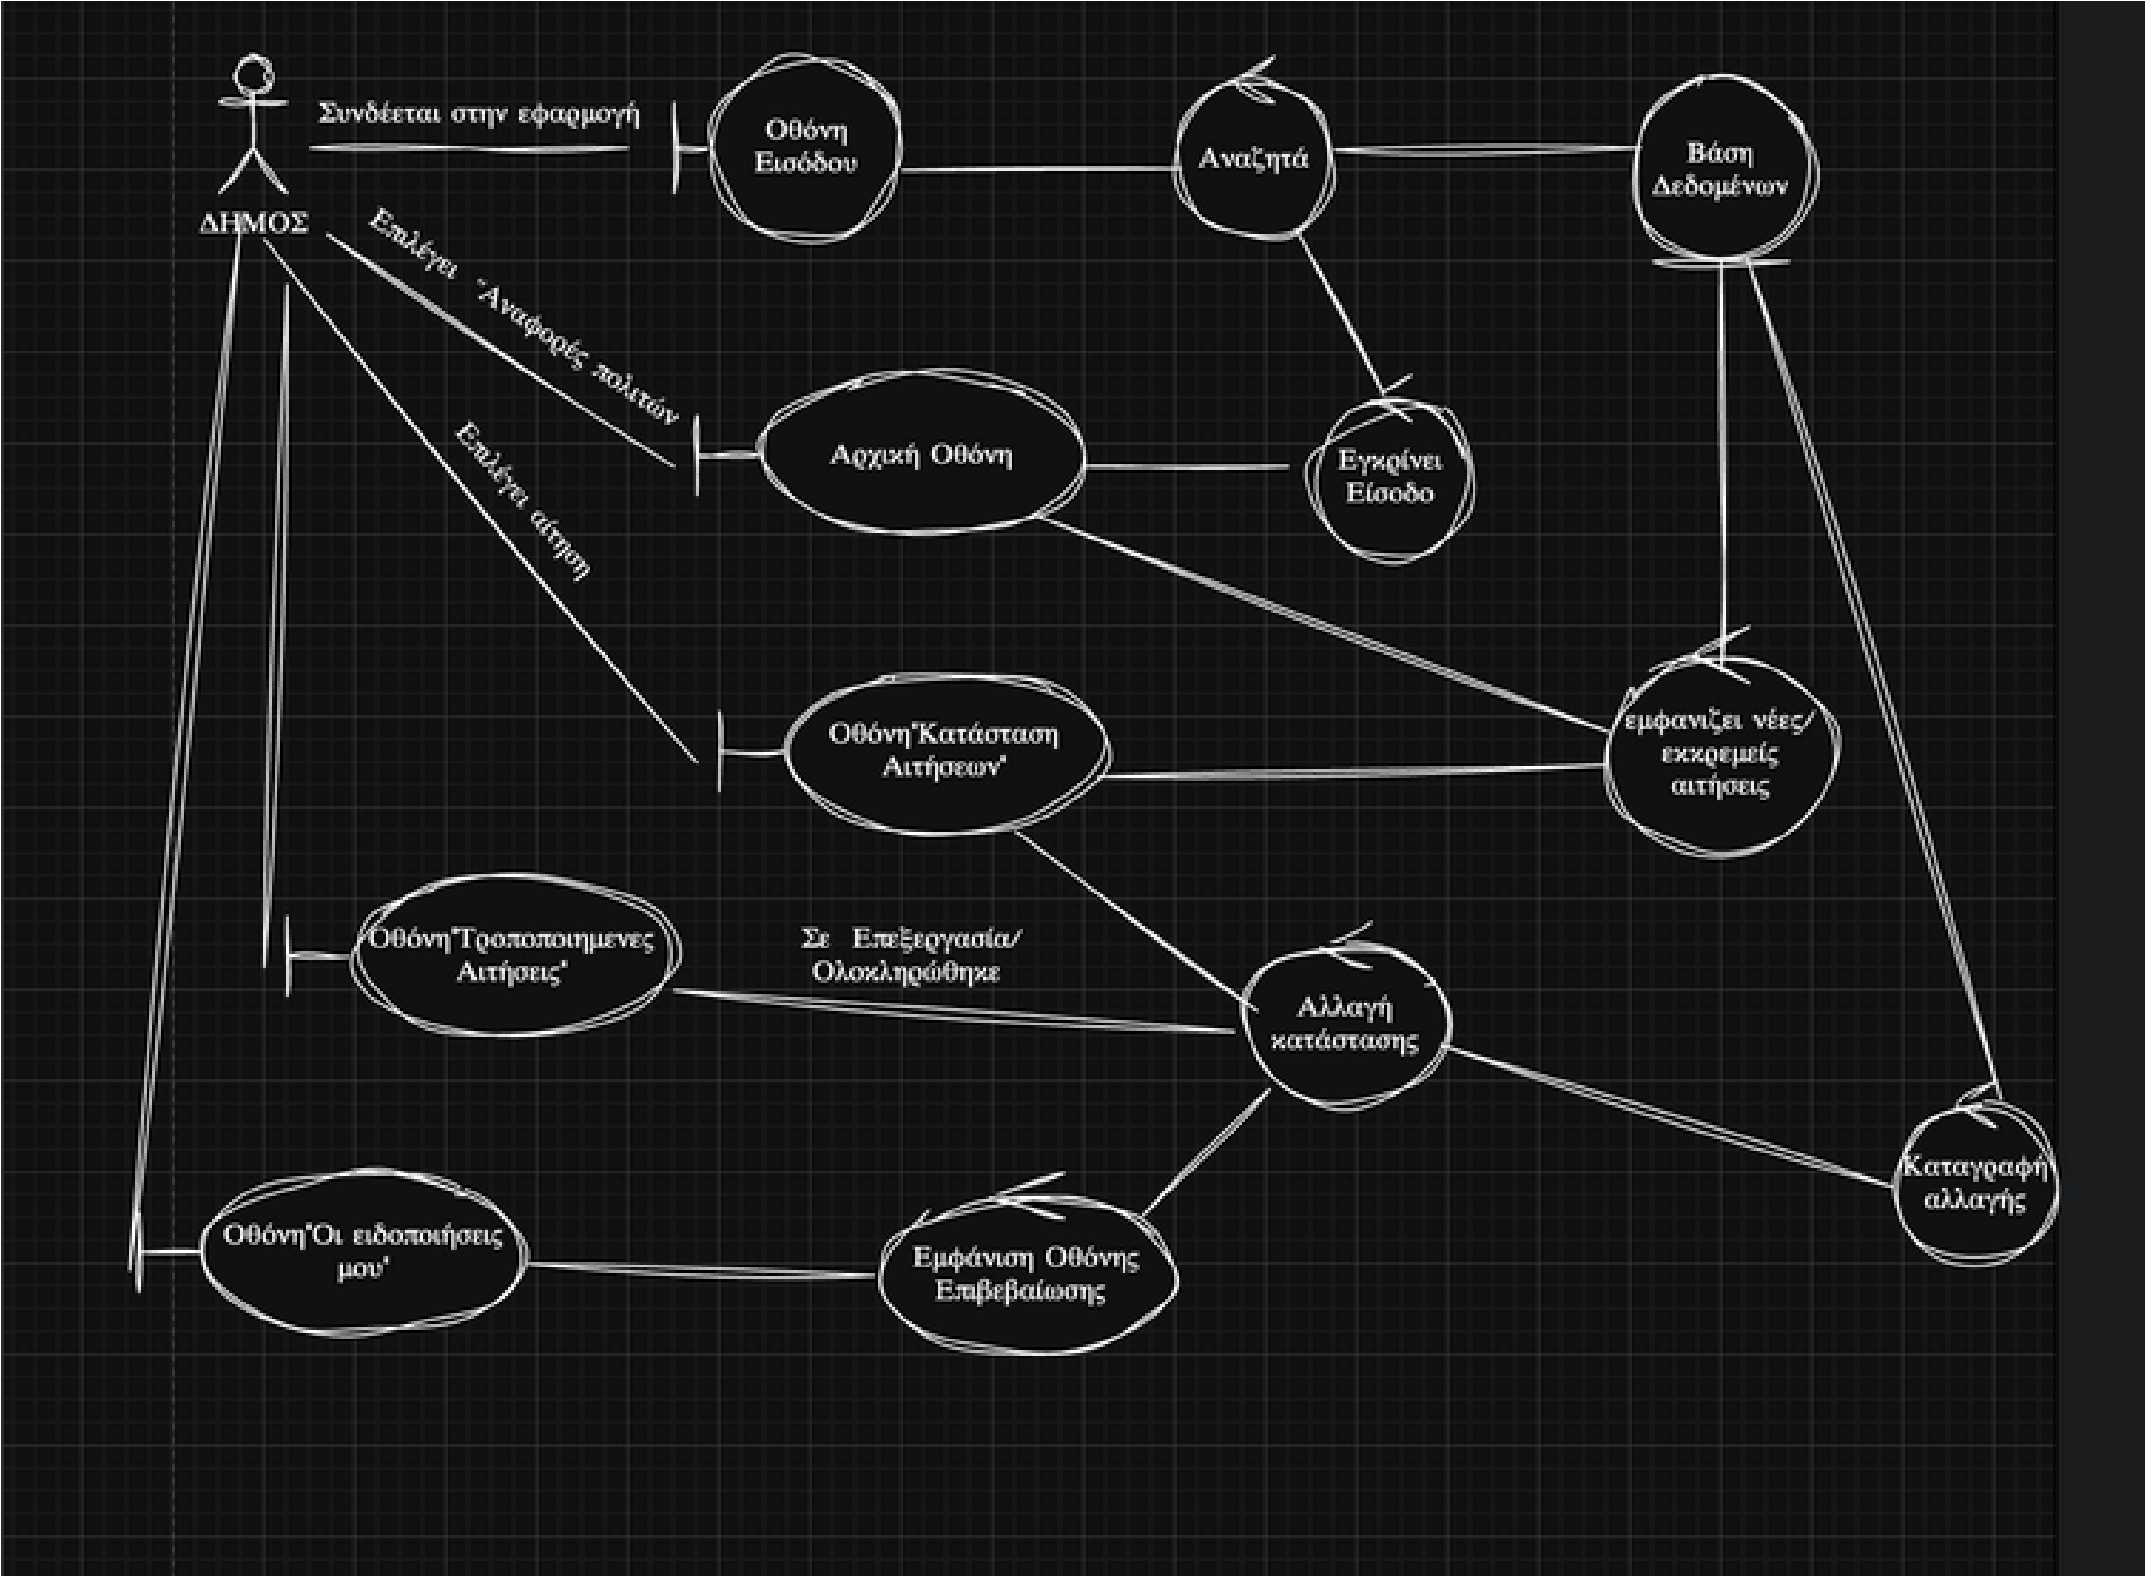 Συνδέεται στην εφαρμογή
Οθόνη
Εισόδου
Αναζητά
Βάση
Δεδομένων
ΔΗΜΟΣ
Επιλέγει "Αναφορές πολιτών
Επιλέγει αίτηση
Αρχική Οθόνη
Εγκρίνει
Είσοδο
Οθόνη"Κατάσταση
Αιτήσεων"
εμφανιζει νέες/
εκκρεμείς
αιτήσεις
Οθόνη"Τροποποιημενες
Αιτήσεις"
Σε Επεξεργασία/
Ολοκληρώθηκε
Αλλαγή
κατάστασης
Καταγραφή
αλλαγής
Οθόνη"Οι ειδοποιήσεις
μου"
Εμφάνιση Οθόνης
Επιβεβαίωσης